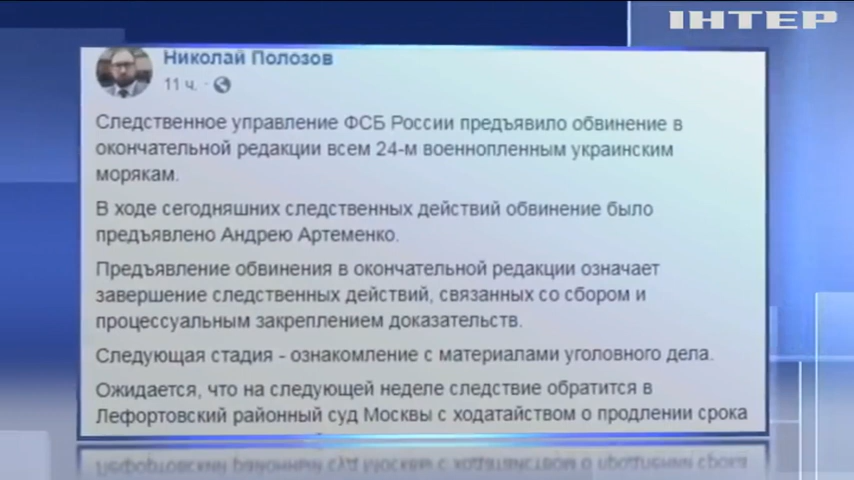 ІНТЕР
Николай Полозов
11 ч. ·
Следственное управление ФСБ России предъявило обвинение в
окончательной редакции всем 24-м военнопленным украинским
морякам.
В ходе сегодняшних следственных действий обвинение было
предъявлено Андрею Артеменко.
Предъявление обвинения в окончательной редакции означает
завершение следственных действий, связанных со сбором и
процессуальным закреплением доказательств.
Следующая стадия - ознакомление с материалами уголовного дела.
Ожидается, что на следующей неделе следствие обратится в
Лефортовский районный суд Москвы с ходатайством о продлении срока